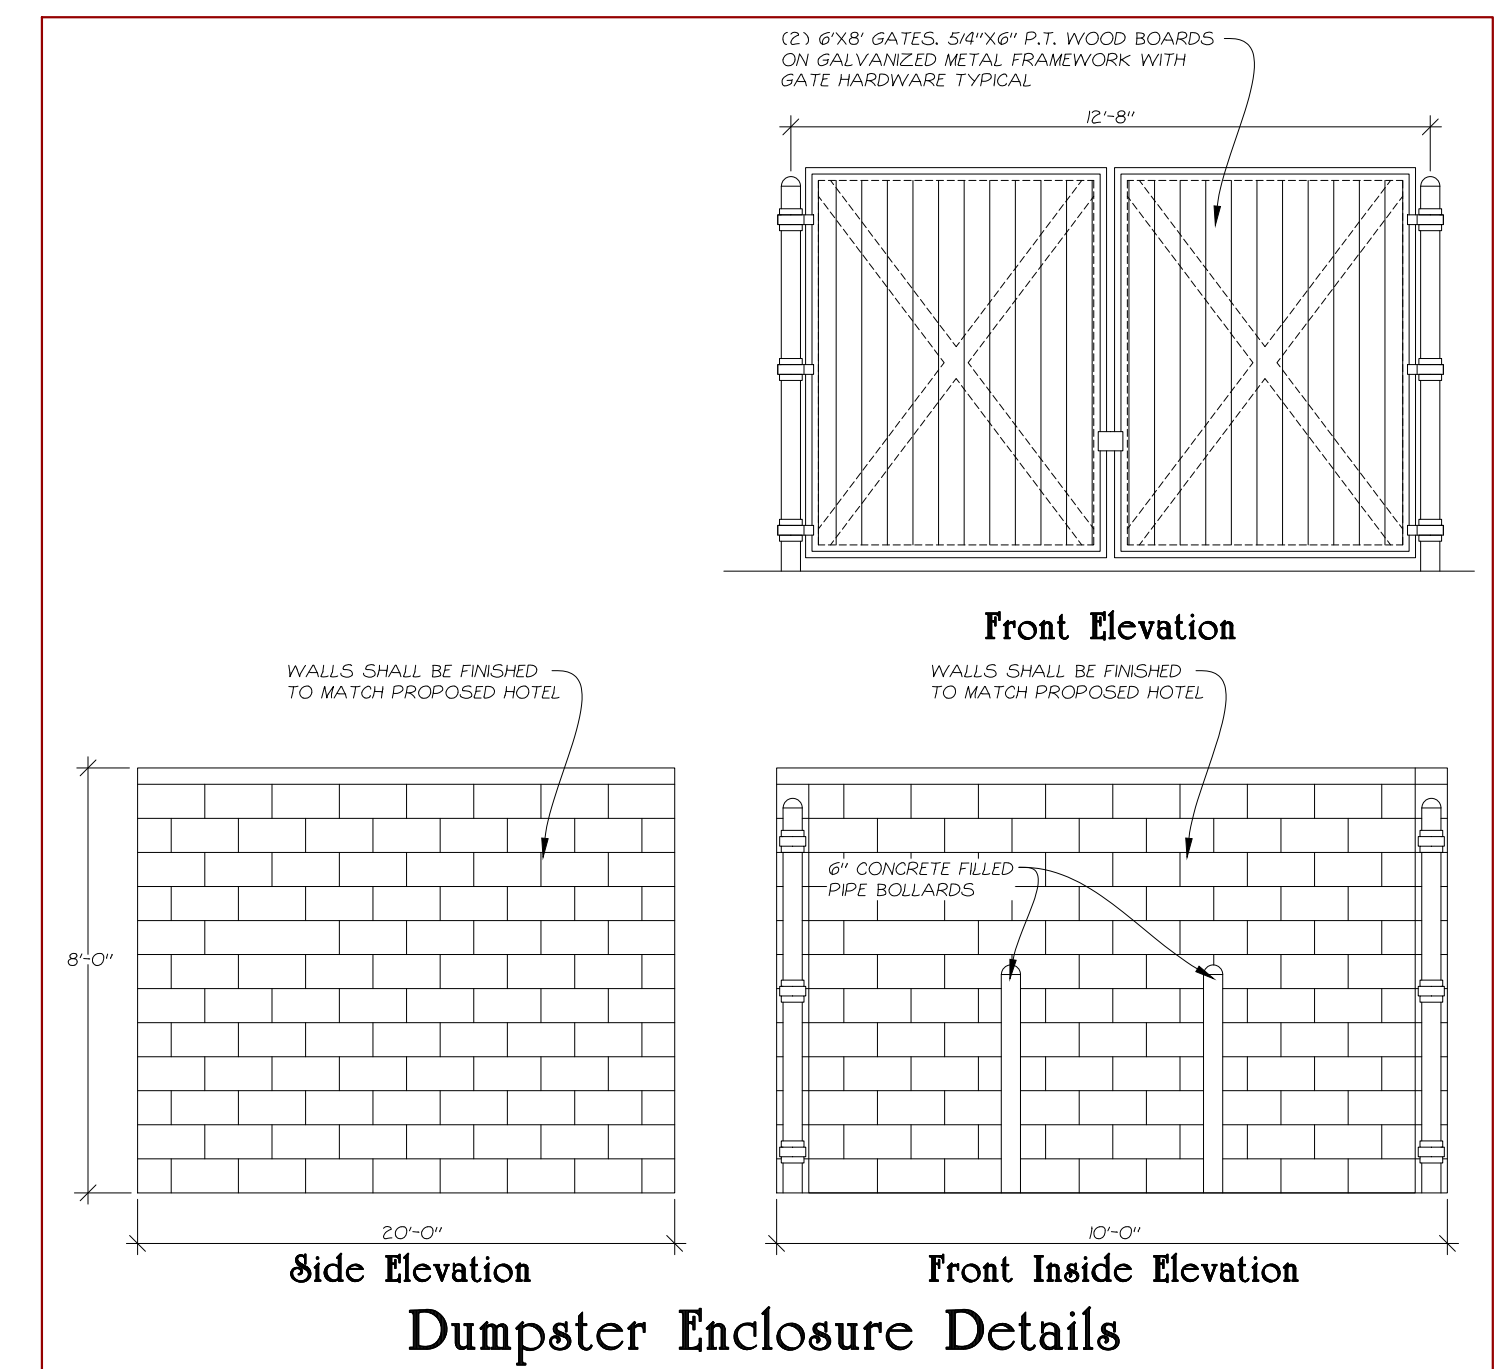 (2) 6'X8' GATES. 5/4"X6" P.T. WOOD BOARDS
ON GALVANIZED METAL FRAMEWORK WITH
GATE HARDWARE TYPICAL
12'-8"
Front Elevation
WALLS SHALL BE FINISHED
TO MATCH PROPOSED HOTEL
8'-0"
20'-0"
Side Elevation
WALLS SHALL BE FINISHED
TO MATCH PROPOSED HOTEL
6" CONCRETE FILLED
PIPE BOLLARDS
10'-0"
Front Inside Elevation
Dumpster Enclosure Details